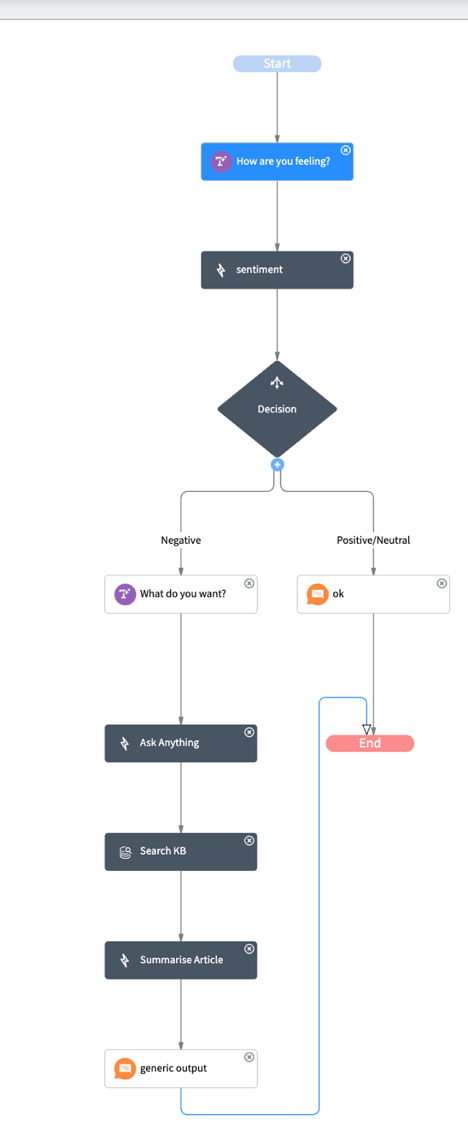 Start
How are you feeling?
sentiment
Decision
Negative
Positive/Neutral
What do you want?
ok
Ask Anything
End
Search KB
Summarise Article
generic output